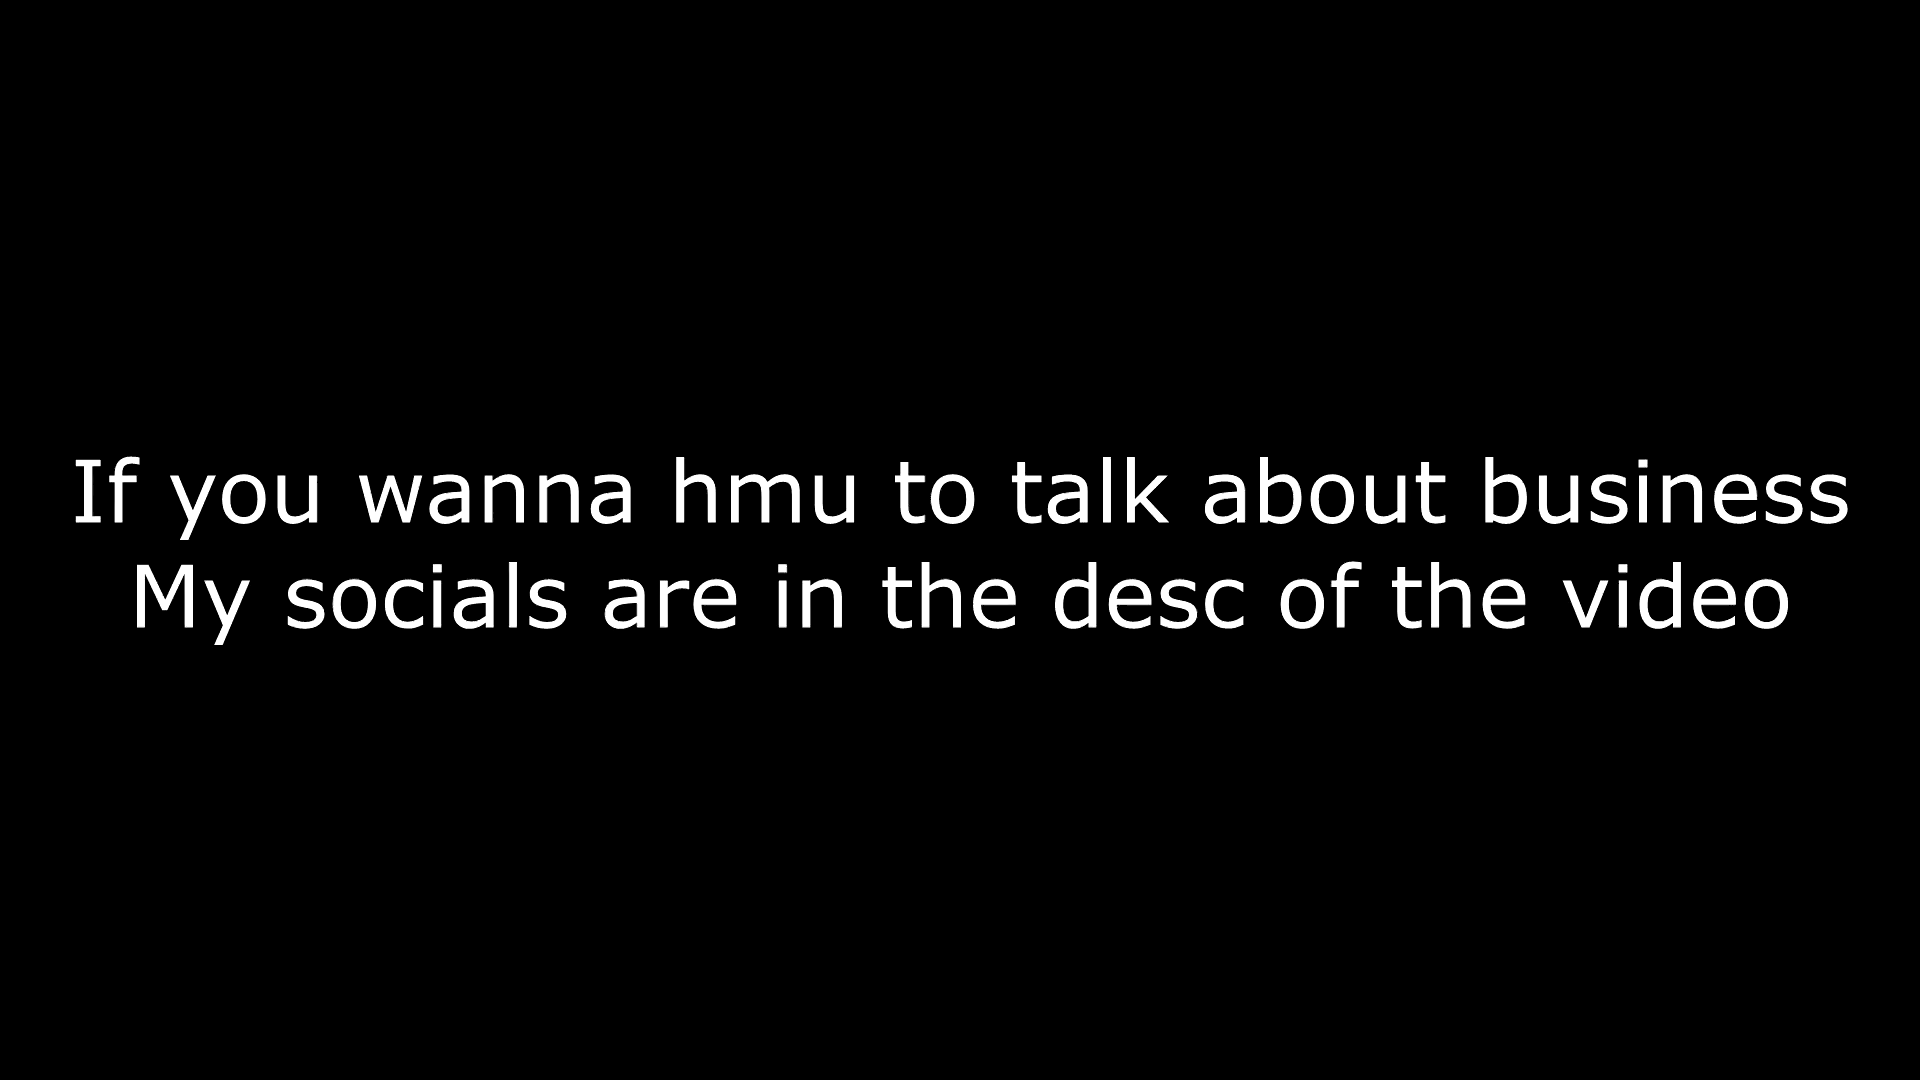 If you wanna hmu to talk about business
My socials are in the desc of the video